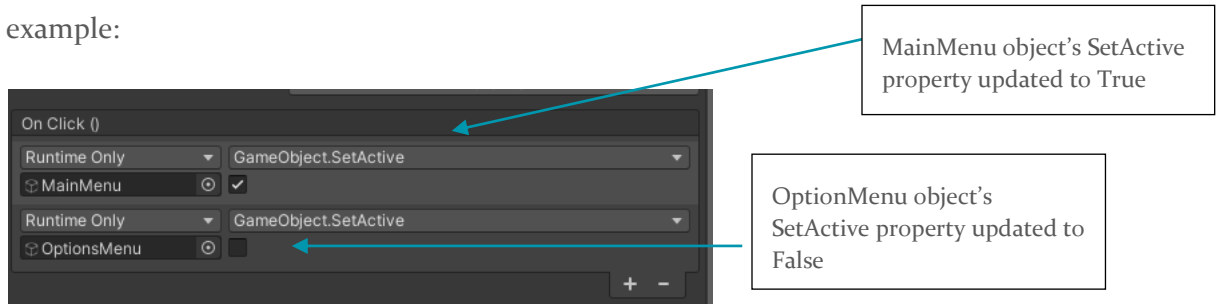 example:
MainMenu object’s SetActive
property updated to True
On Click ()
Runtime Only GameObject.SetActive
MainMenu
Runtime Only GameObject.SetActive
OptionsMenu
OptionMenu object’s
SetActive property updated to
False
+ -